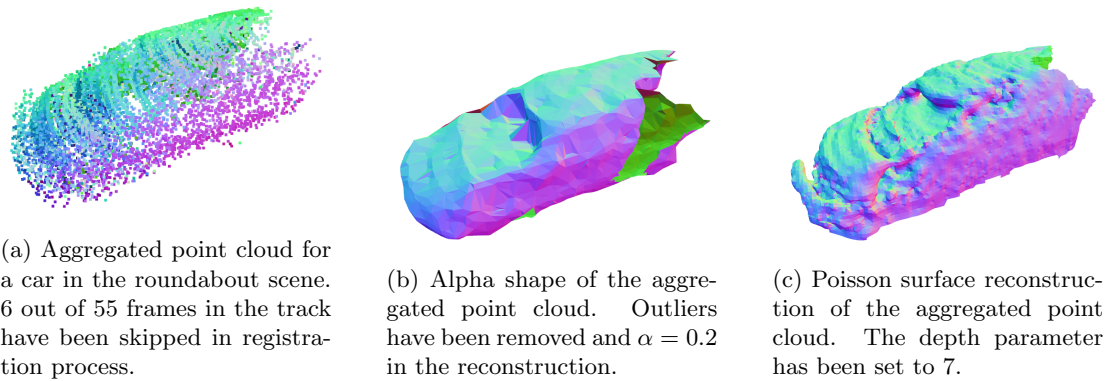 (a) Aggregated point cloud for
a car in the roundabout scene.
6 out of 55 frames in the track
have been skipped in registra-
tion process.
(b) Alpha shape of the aggre-
gated point cloud. Outliers
have been removed and α = 0.2
in the reconstruction.
(c) Poisson surface reconstruc-
tion of the aggregated point
cloud. The depth parameter
has been set to 7.